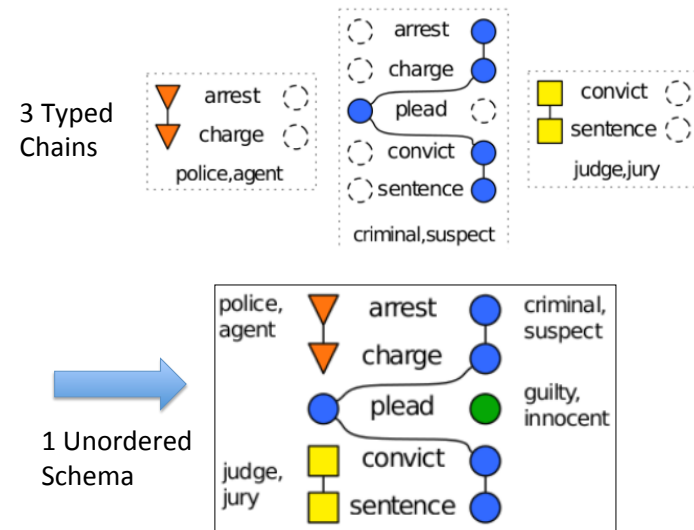 3 Typed
Chains
arrest
charge
police,agent
arrest
charge
plead
convict
sentence
criminal,suspect
convict
sentence
judge,jury
1 Unordered
Schema
police,
agent
arrest
charge
plead
convict
sentence
criminal,
suspect
guilty,
innocent
judge,
jury